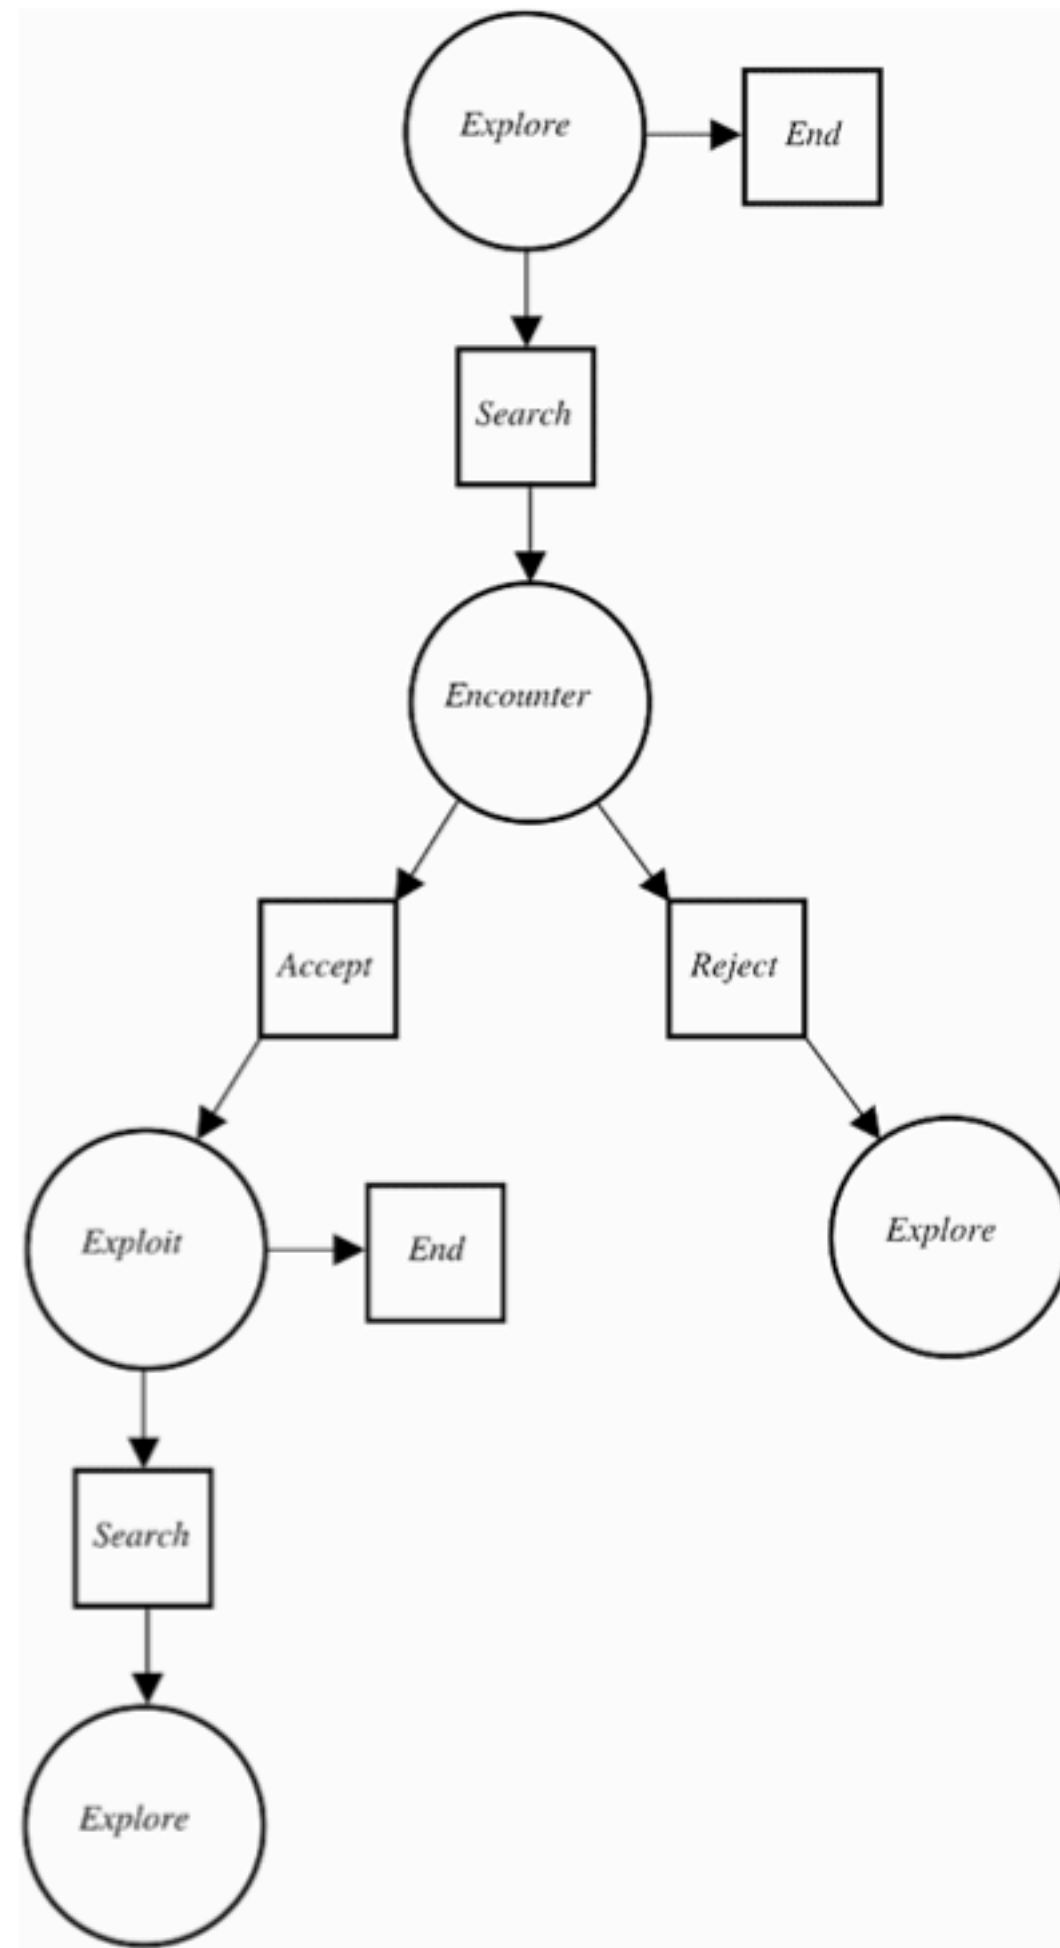 Explore
End
Search
Encounter
Accept
Reject
Exploit
End
Explore
Search
Explore